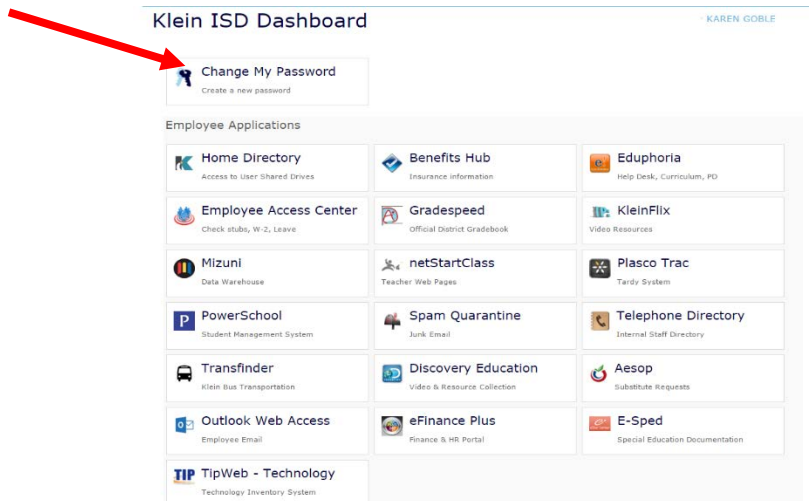 Klein ISD Dashboard
KAREN GOBLE
Change My Password
Create a new password
Employee Applications
Home Directory
Access to User Shared Drives
Benefits Hub
Insurance information
Eduphoria
Help Desk, Curriculum, PD
Employee Access Center
Check stubs, W-2, Leave
Gradespeed
Official District Gradebook
KleinFlix
Video Resources
Mizuni
Data Warehouse
netStartClass
Teacher Web Pages
Plasco Trac
Tardy System
PowerSchool
Student Management System
Spam Quarantine
Junk Email
Telephone Directory
Internal Staff Directory
Transfinder
Klein Bus Transportation
Discovery Education
Video & Resource Collection
Aesop
Substitute Requests
Outlook Web Access
Employee Email
eFinance Plus
Finance & HR Portal
E-Sped
Special Education Documentation
TIP TipWeb - Technology
Technology Inventory System